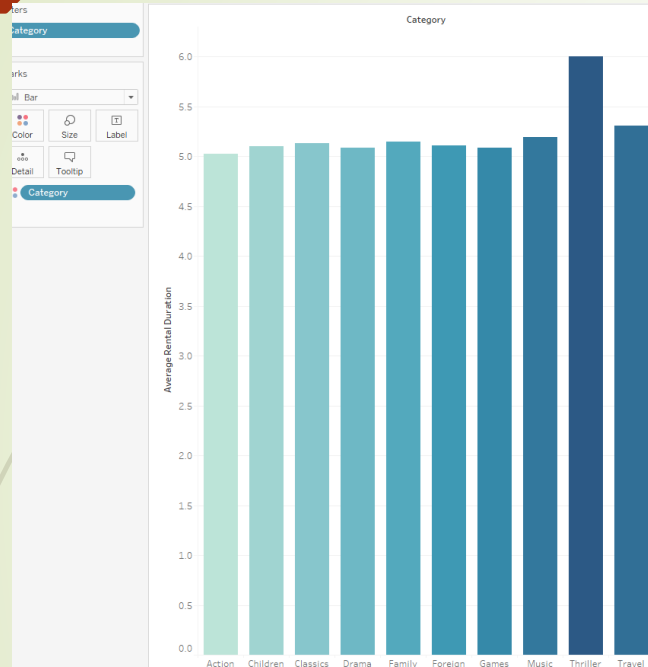 ters
Category
arks
Bar
Color Size Label
Detail Tooltip
Category
Category
6.0
5.5
5.0
4.5
4.0
3.5
3.0
2.5
2.0
1.5
1.0
0.5
0.0
Average Rental Duration
Action Children Classics Drama Family Foreign Games Music Thriller Travel